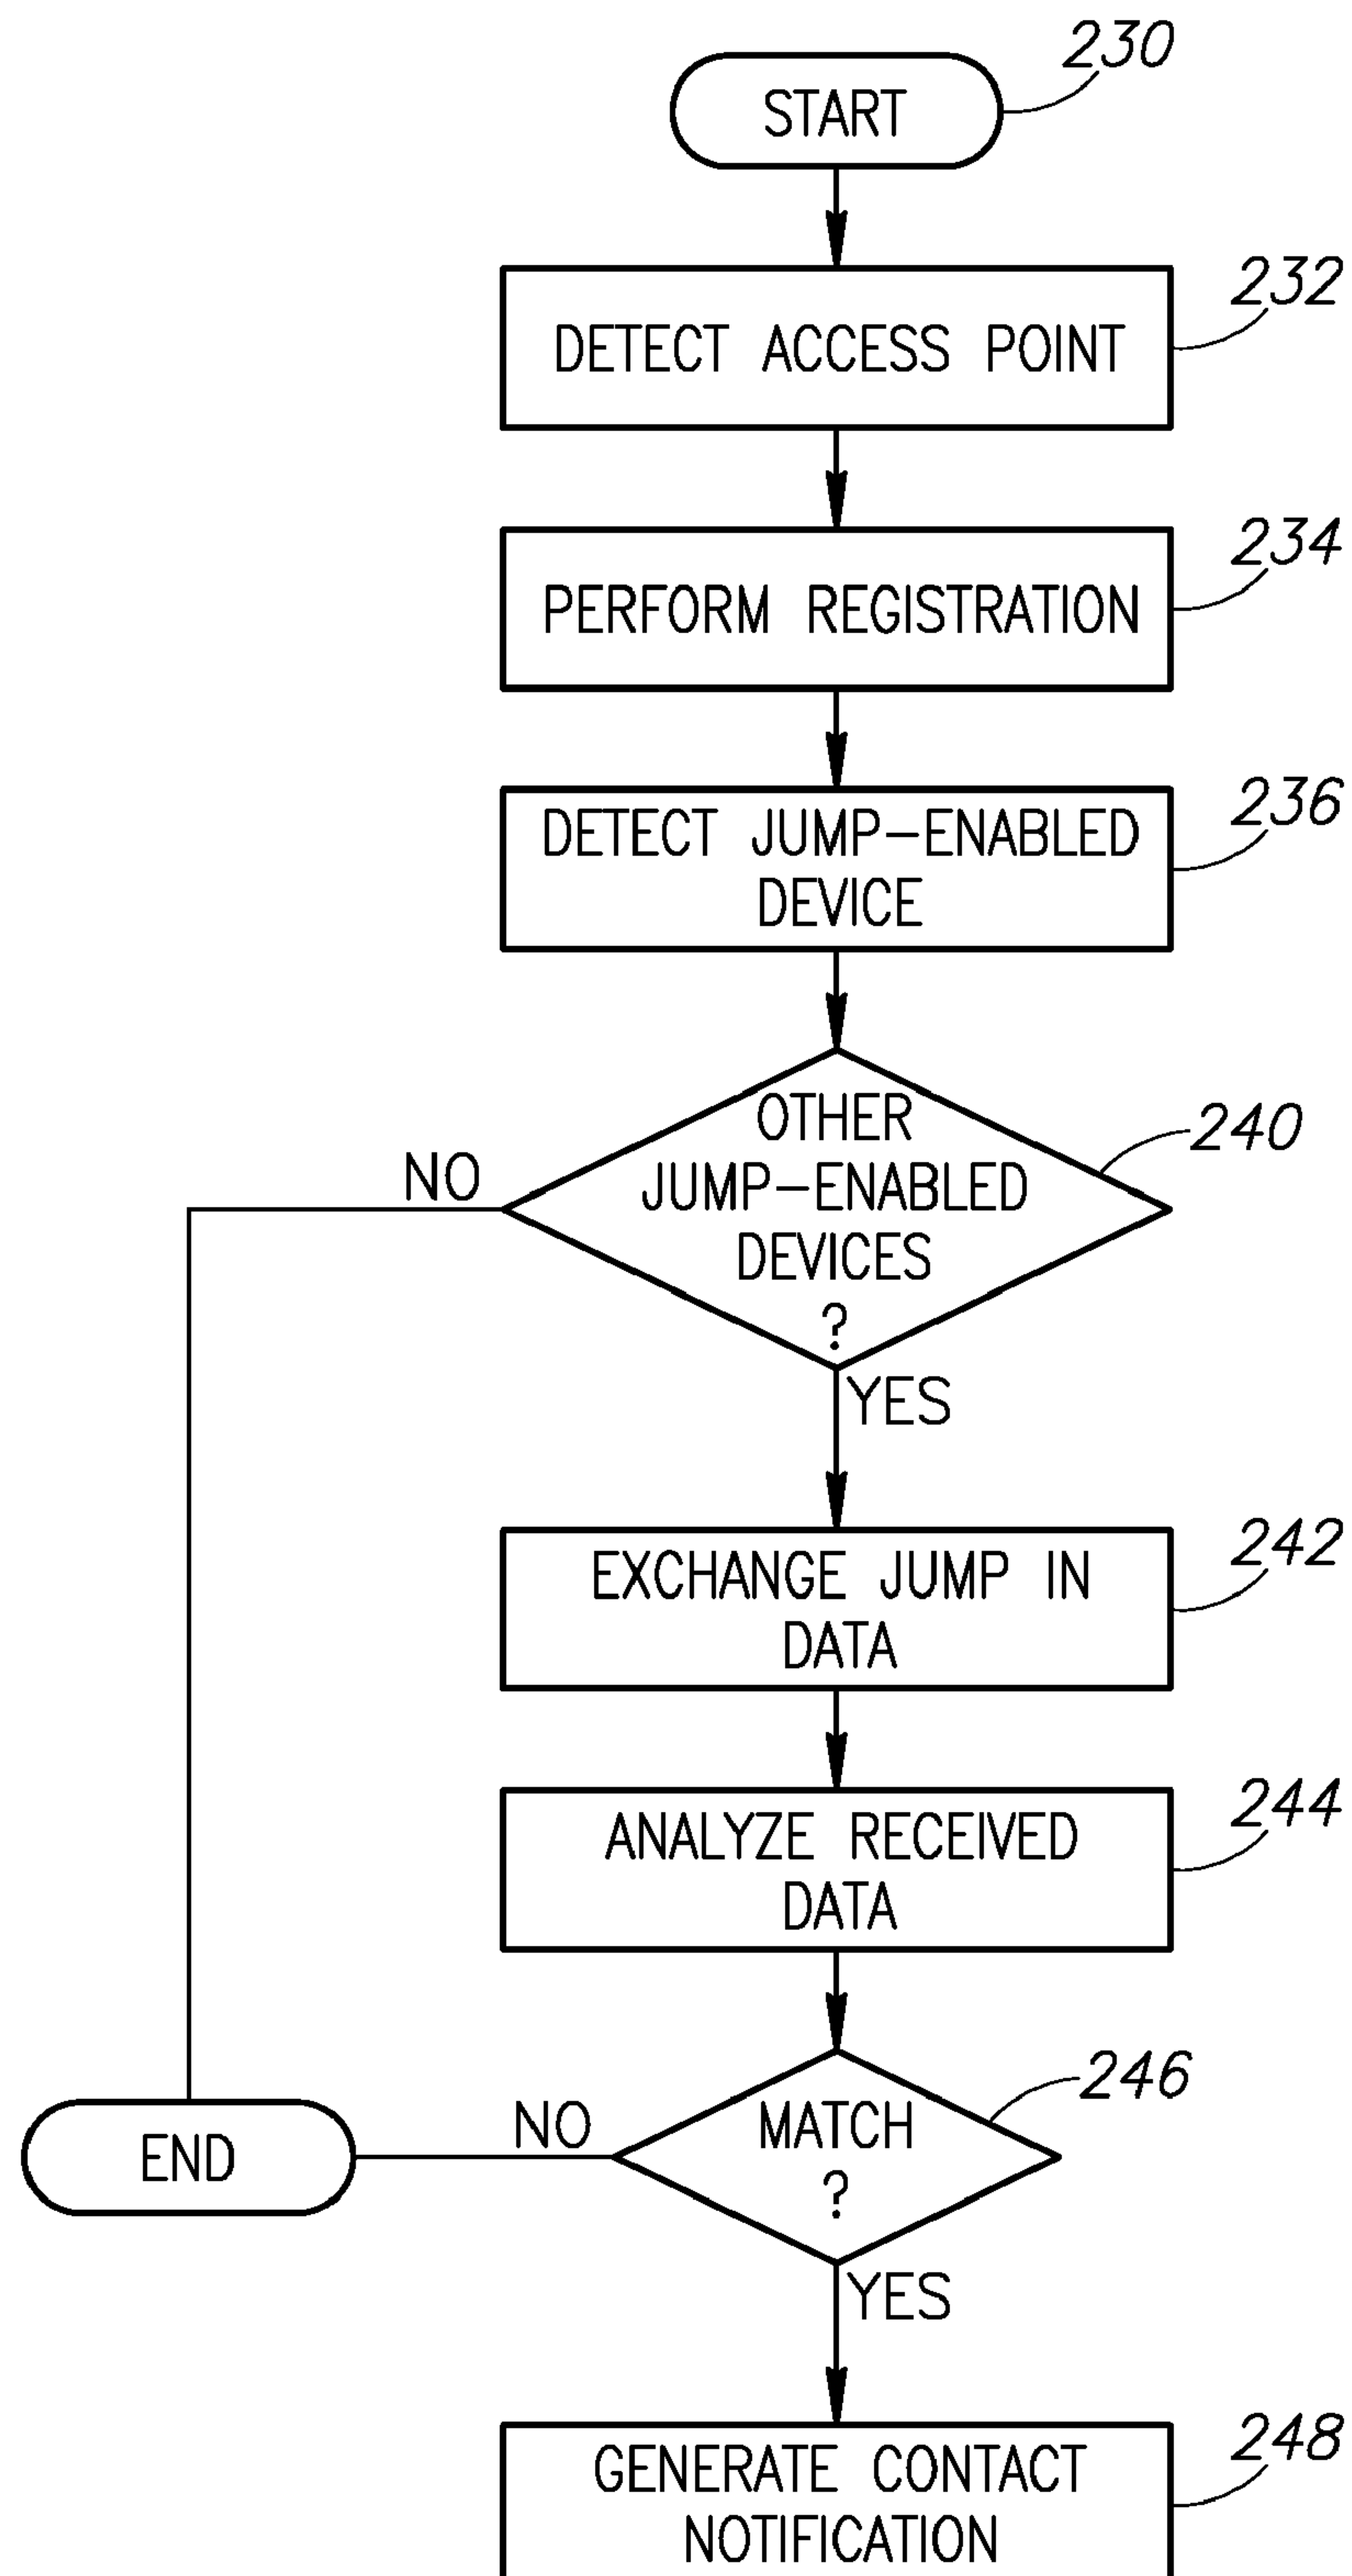 230
START
232
DETECT ACCESS POINT
234
PERFORM REGISTRATION
236
DETECT JUMP-ENABLED
DEVICE
240
OTHER
JUMP-ENABLED
DEVICES
?
NO
YES
242
EXCHANGE JUMP IN
DATA
244
ANALYZE RECEIVED
DATA
246
MATCH
?
NO
END
YES
248
GENERATE CONTACT
NOTIFICATION